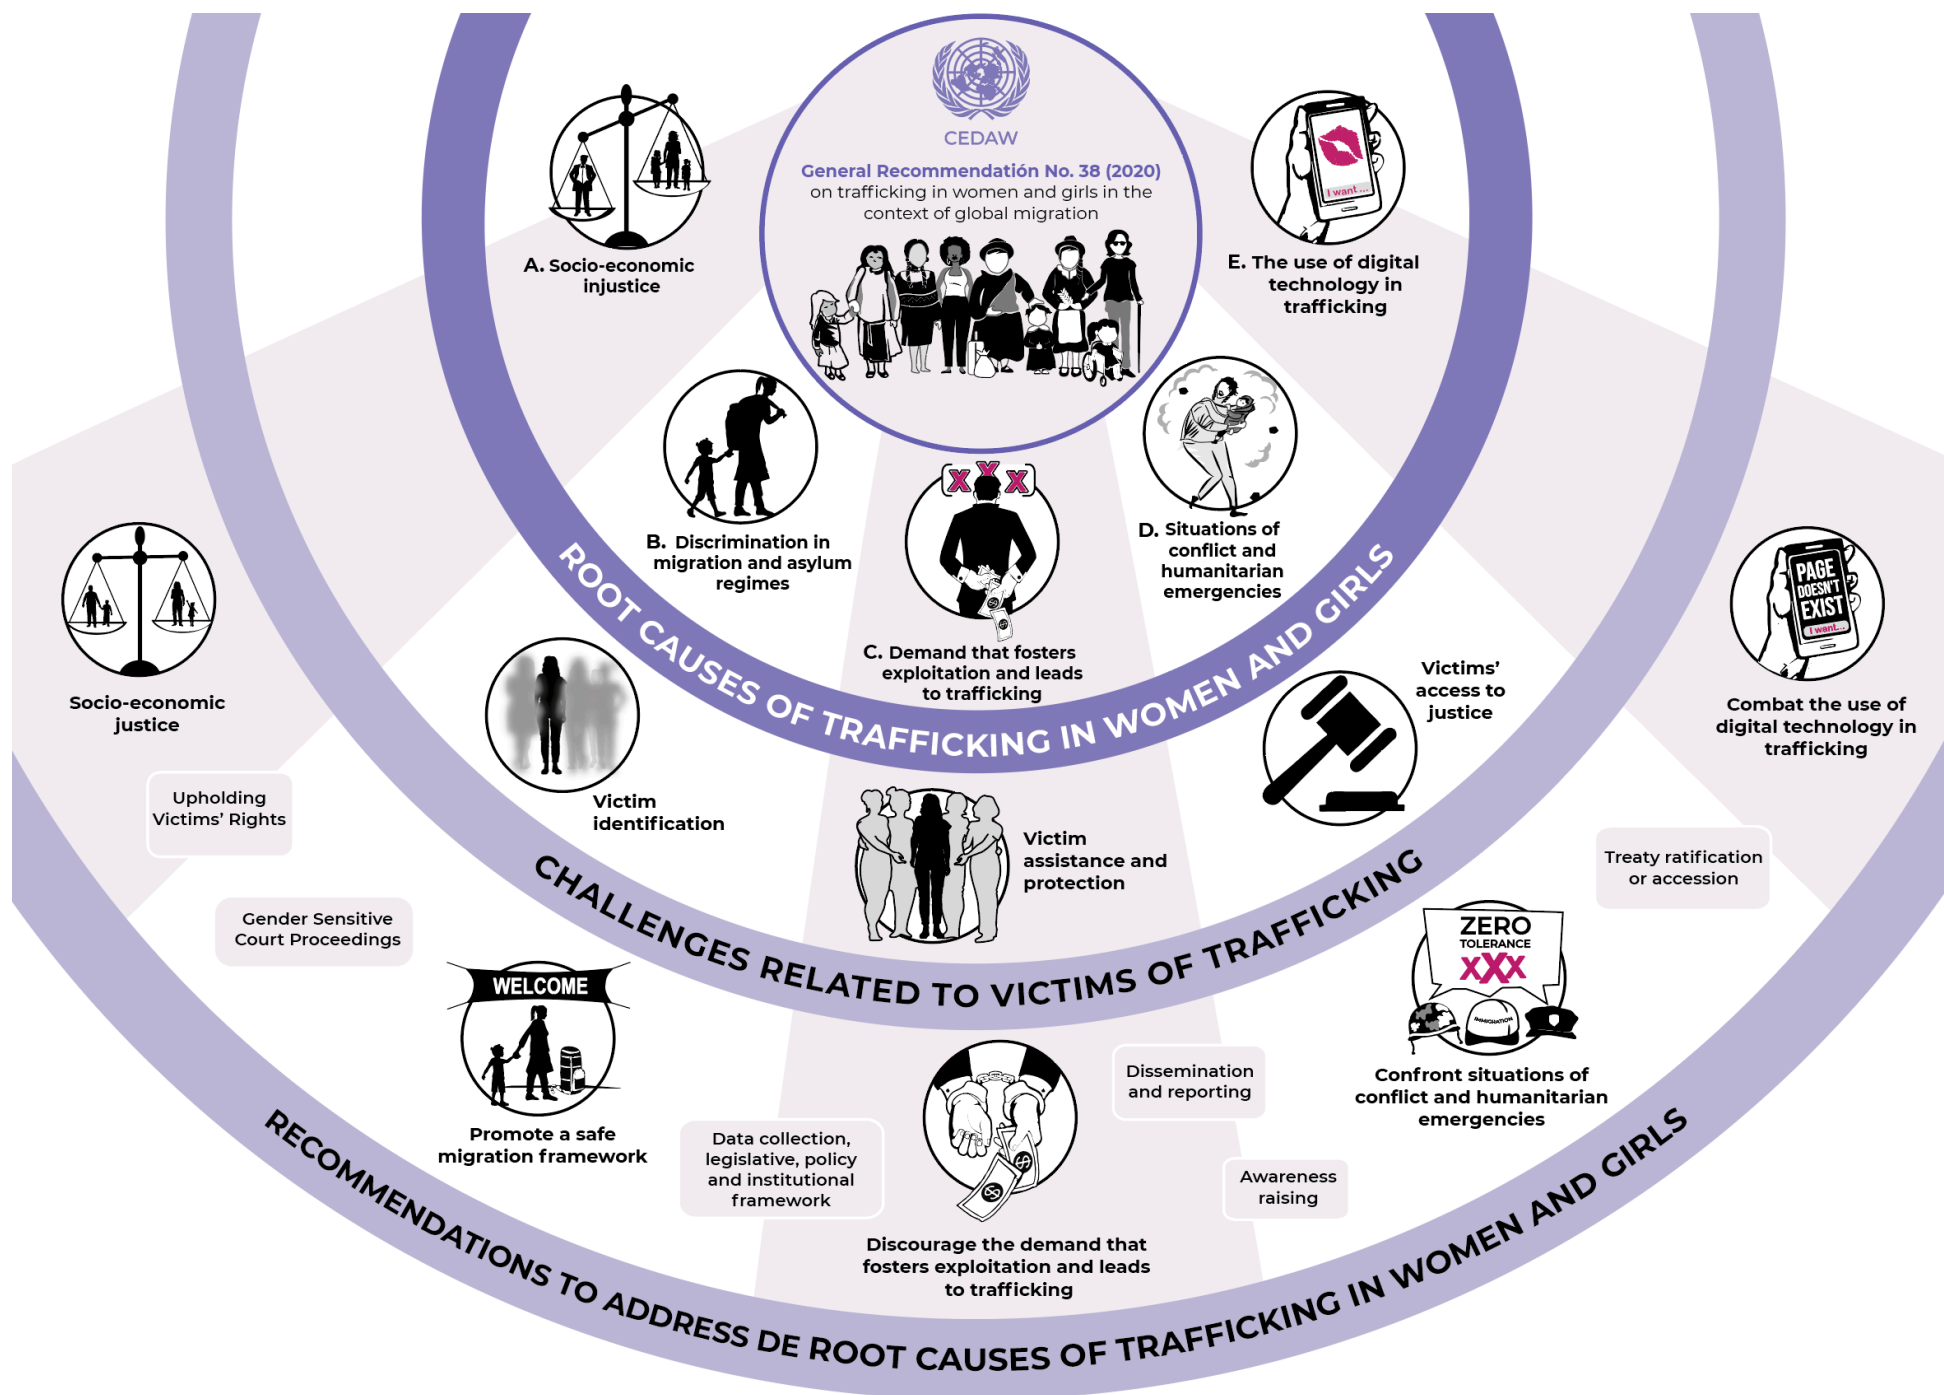 CEDAW
General Recommendatión No. 38 (2020)
on trafficking in women and girls in the
context of global migration
A. Socio-economic
injustice
B. Discrimination in
migration and asylum
regimes
XXX
C. Demand that fosters
exploitation and leads
to trafficking
D. Situations of
conflict and
humanitarian
emergencies
I want ...
E. The use of digital
technology in
trafficking
ROOT CAUSES OF TRAFFICKING IN WOMEN AND GIRLS
Victim
identification
Victim
assistance and
protection
Victims’
access to
justice
CHALLENGES RELATED TO VICTIMS OF TRAFFICKING
Socio-economic
justice
Upholding
Victims’ Rights
Gender Sensitive
Court Proceedings
WELCOME
Promote a safe
migration framework
Data collection,
legislative, policy
and institutional
framework
Discourage the demand that
fosters exploitation and leads
to trafficking
Dissemination
and reporting
Awareness
raising
ZERO
TOLERANCE
XXX
IMMIGRATION
Confront situations of
conflict and humanitarian
emergencies
Treaty ratification
or accession
PAGE
DOESN'T
EXIST
I want...
Combat the use of
digital technology in
trafficking
RECOMMENDATIONS TO ADDRESS DE ROOT CAUSES OF TRAFFICKING IN WOMEN AND GIRLS